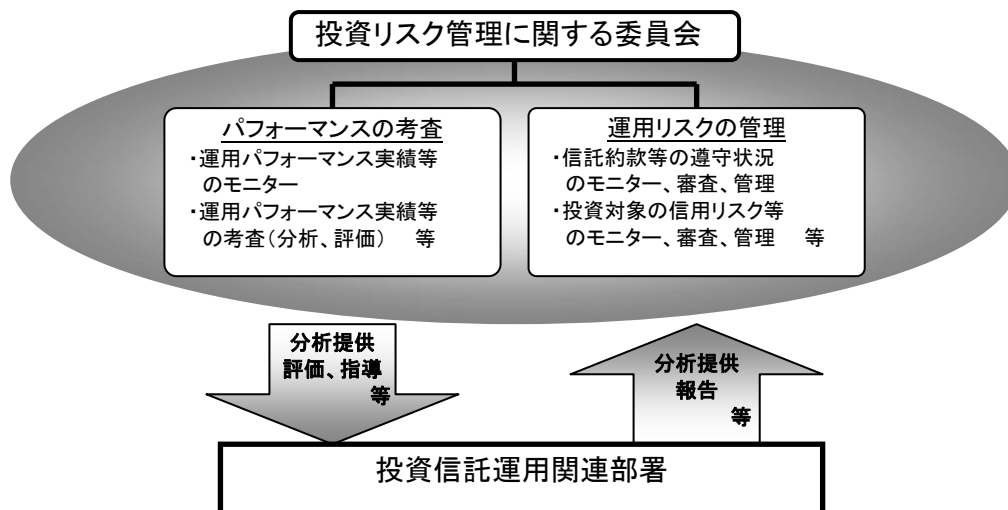 投資リスク管理に関する委員会
パフォーマンスの考査
・運用パフォーマンス実績等
のモニター
・運用パフォーマンス実績等
の考査(分析、評価) 等
運用リスクの管理
・信託約款等の遵守状況
のモニター、審査、管理
・投資対象の信用リスク等
のモニター、審査、管理 等
分析提供
評価、指導
等
分析提供
報告
等
投資信託運用関連部署